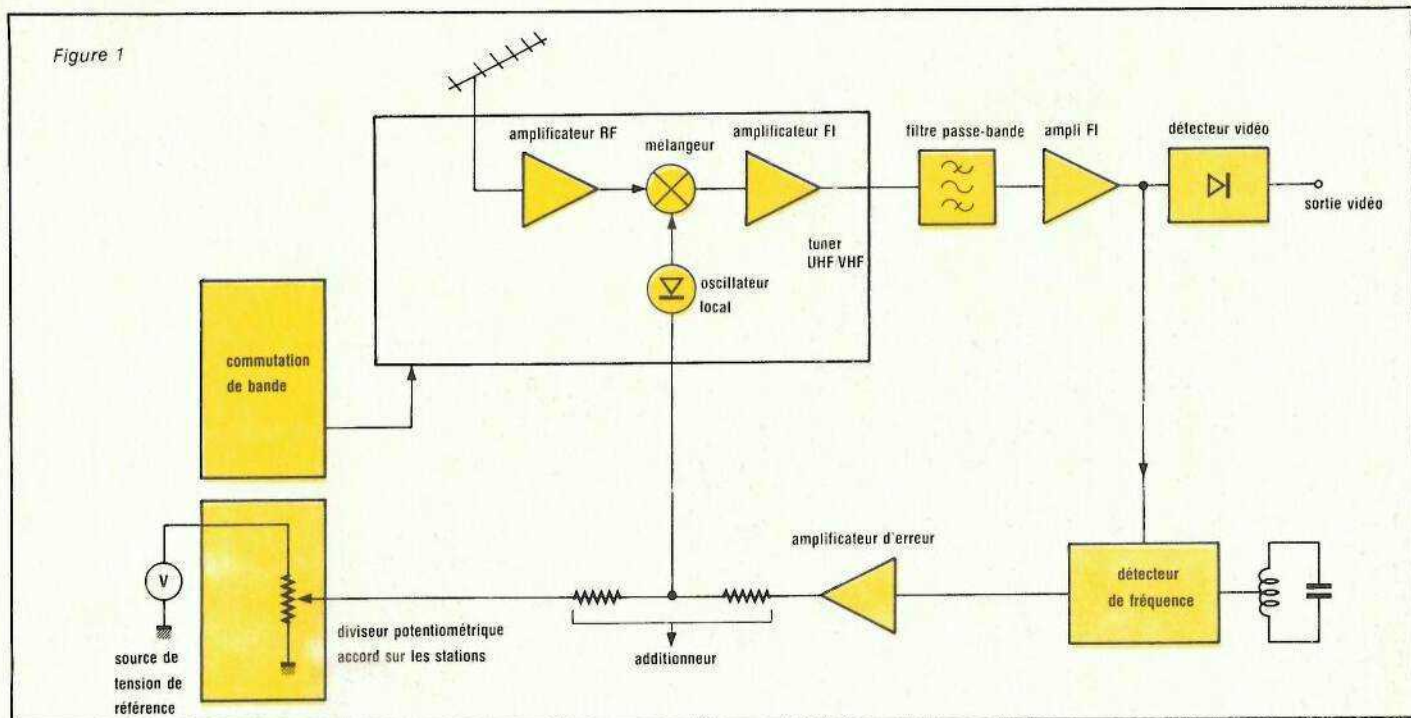 Figure 1
amplificateur RF
mélangeur
amplificateur FI
filtre passe-bande
ampli FI
détecteur vidéo
sortie vidéo
tuner
UHF/VHF
oscillateur
local
commutation
de bande
amplificateur d'erreur
détecteur
de fréquence
V
diviseur potentiométrique
accord sur les stations
additionneur
source de
tension de
référence